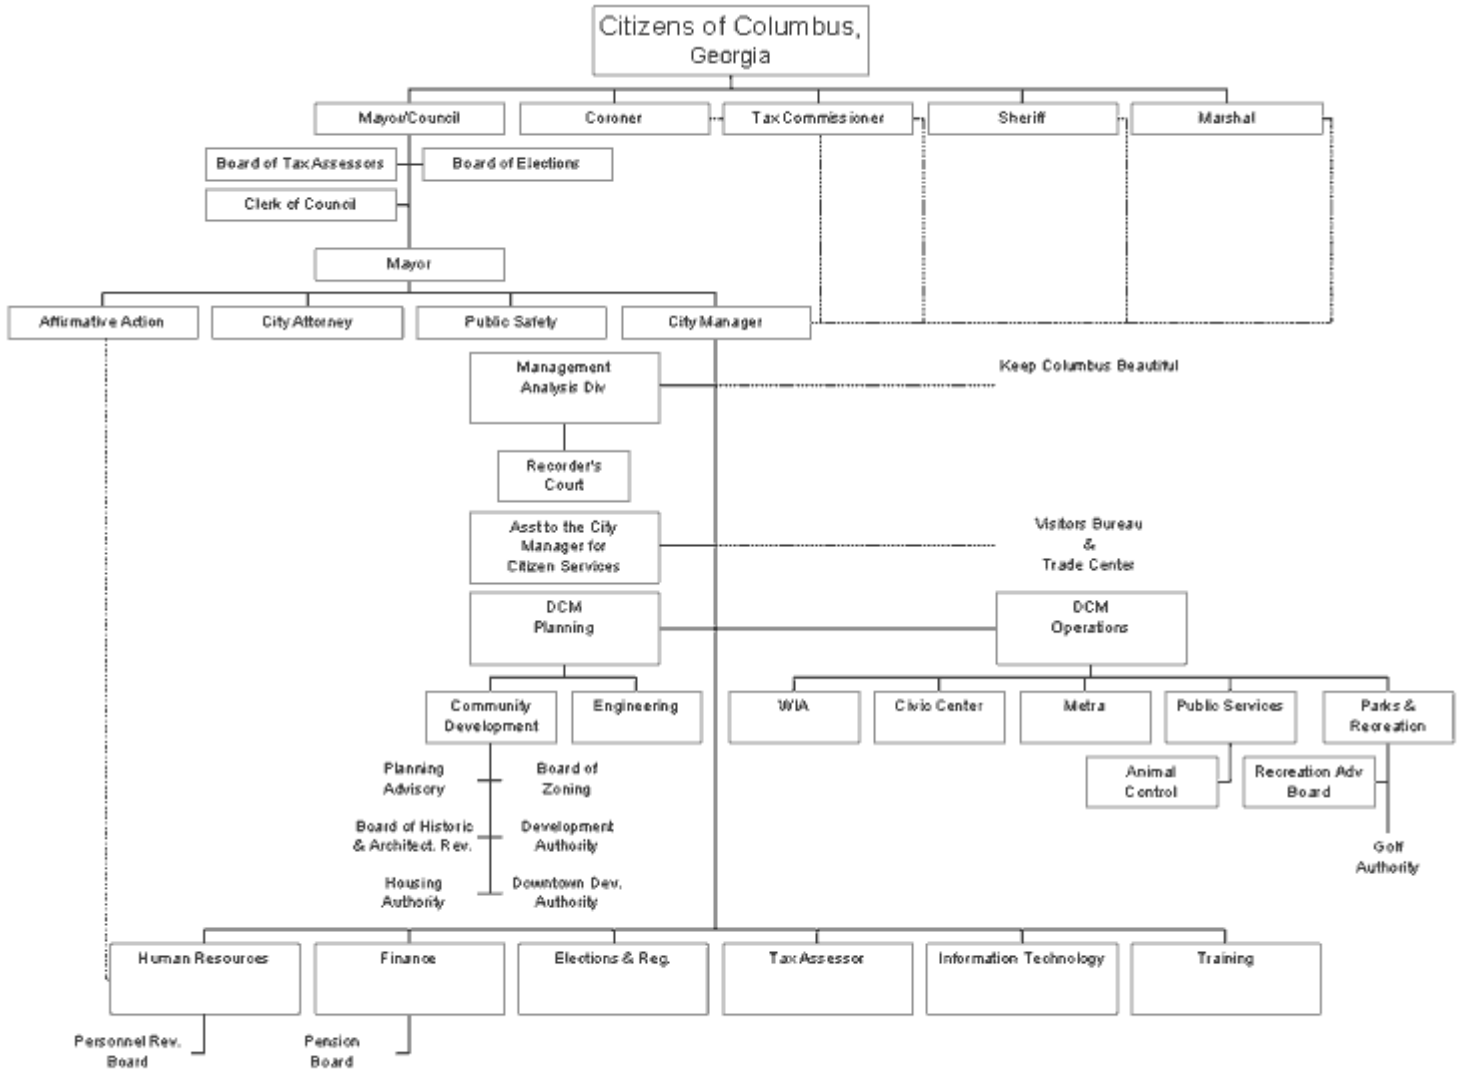 Citizens of Columbus,
Georgia
Mayor/Council
Coroner
Tax Commissioner
Sheriff
Marshal
Board of Tax Assessors
Board of Elections
Clerk of Council
Mayor
Affirmative Action
City Attorney
Public Safety
City Manager
Management
Analysis Div
Keep Columbus Beautiful
Recorder's
Court
Asst to the City
Manager for
Citizen Services
Visitors Bureau
&
Trade Center
DCM
Planning
DCM
Operations
Community
Development
Engineering
WIA
Civic Center
Metra
Public Services
Parks &
Recreation
Planning
Advisory
Board of
Zoning
Animal
Control
Recreation Adv
Board
Board of Historic
& Architect. Rev.
Development
Authority
Golf
Authority
Housing
Authority
Downtown Dev.
Authority
Human Resources
Finance
Elections & Reg.
Tax Assessor
Information Technology
Training
Personnel Rev.
Board
Pension
Board